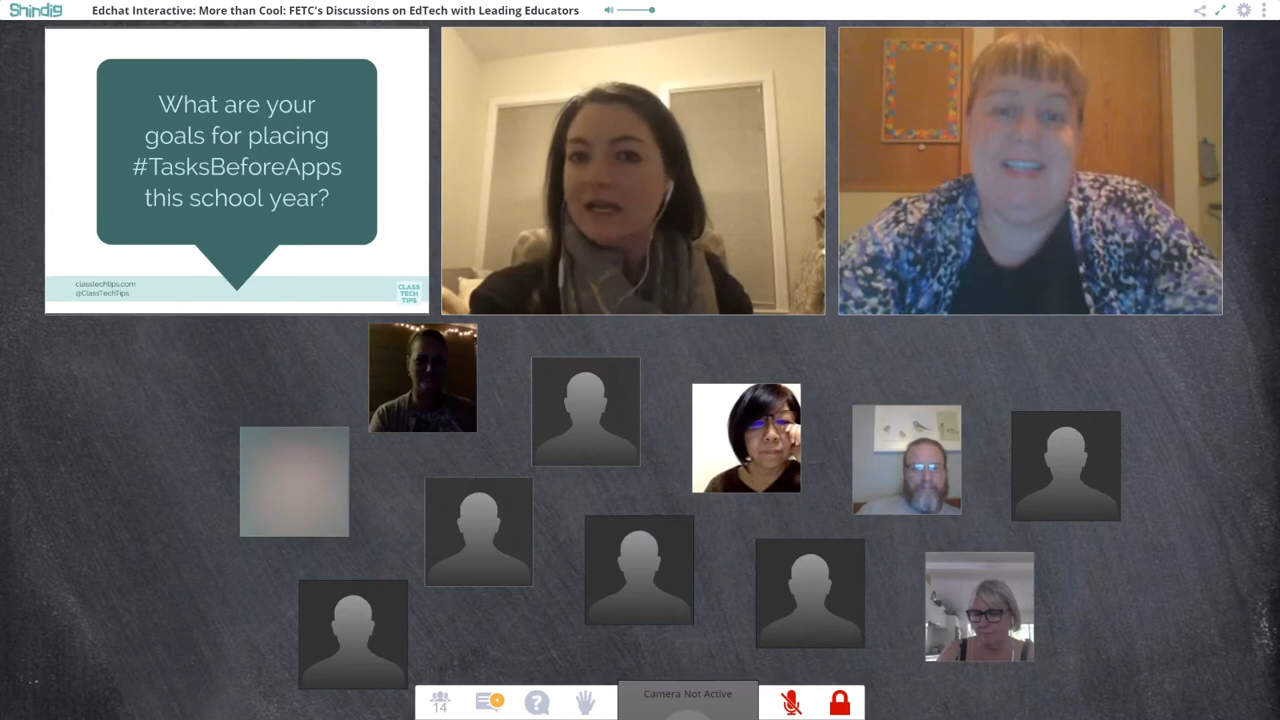 Shindig
Edchat Interactive: More than Cool: FETC's Discussions on EdTech with Leading Educators
What are your
goals for placing
#TasksBeforeApps
this school year?
classtechtips.com
@ClassTechTips
CLASS
TECH
TIPS
14
Camera Not Active